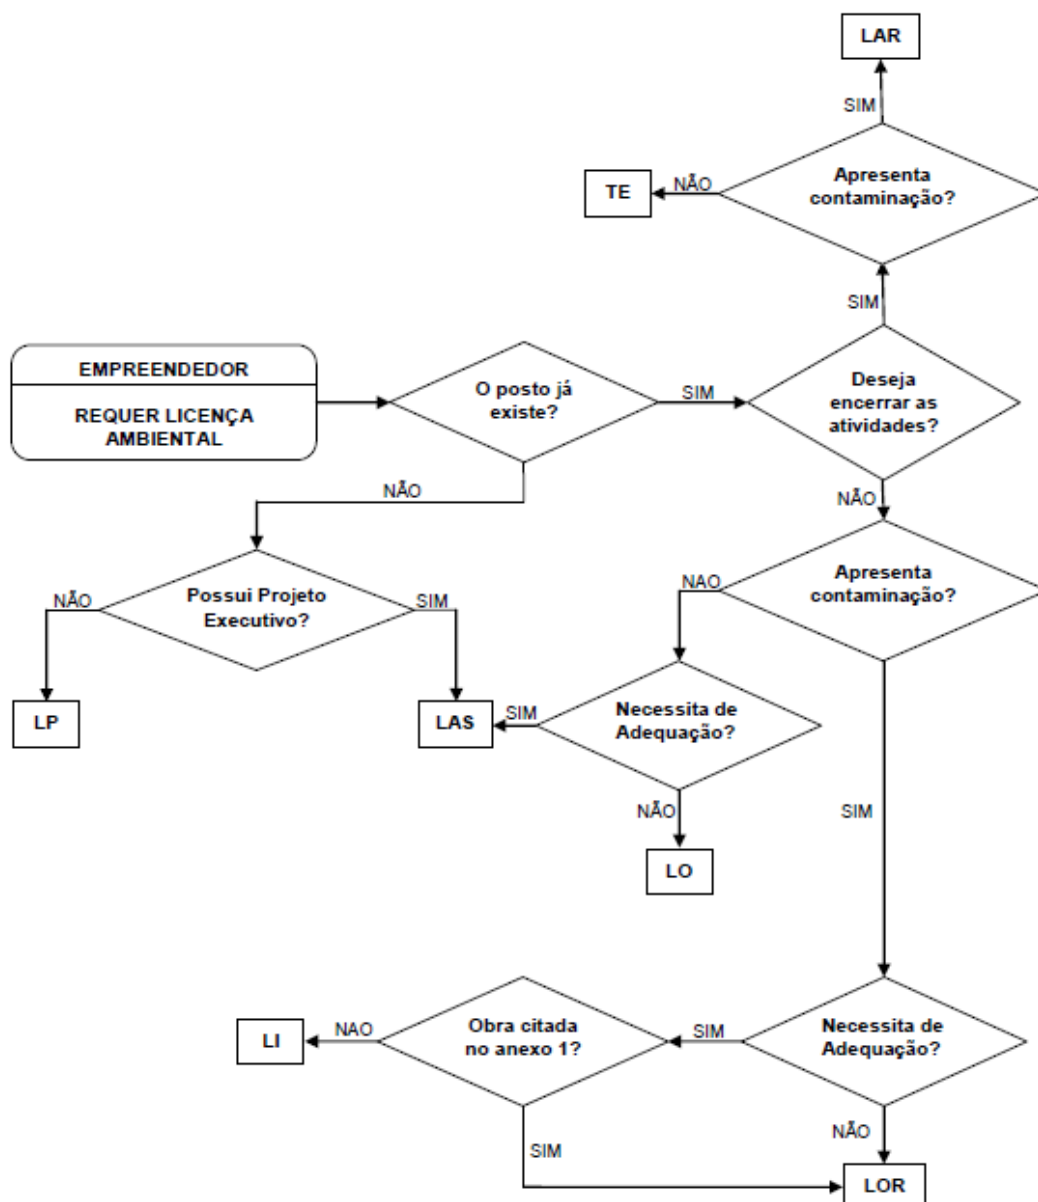 LAR
SIM
Apresenta
contaminação?
NÃO
TE
SIM
EMPREENDEDOR
REQUER LICENÇA
AMBIENTAL
O posto já
existe?
SIM
Deseja
encerrar as
atividades?
NÃO
NÃO
Possui Projeto
Executivo?
NÃO
SIM
LP
LAS
Apresenta
contaminação?
NAO
Necessita de
Adequação?
SIM
NÃO
LO
SIM
Necessita de
Adequação?
SIM
Obra citada
no anexo 1?
NAO
LI
SIM
NÃO
LOR